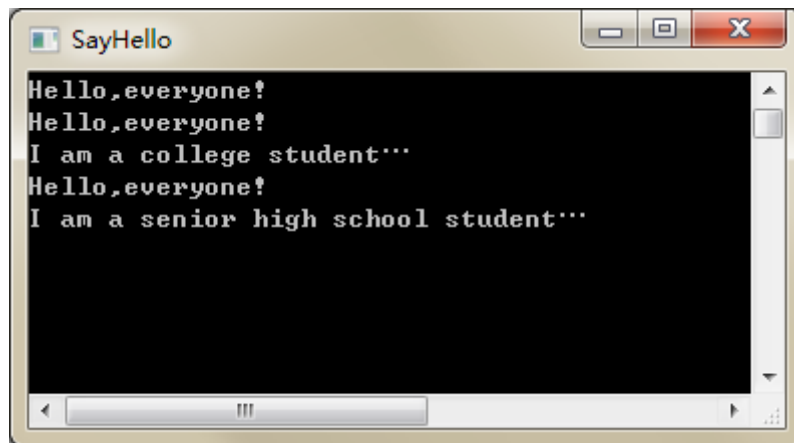 SayHello
Hello,everyone!
Hello,everyone!
I am a college student…
Hello,everyone!
I am a senior high school student…